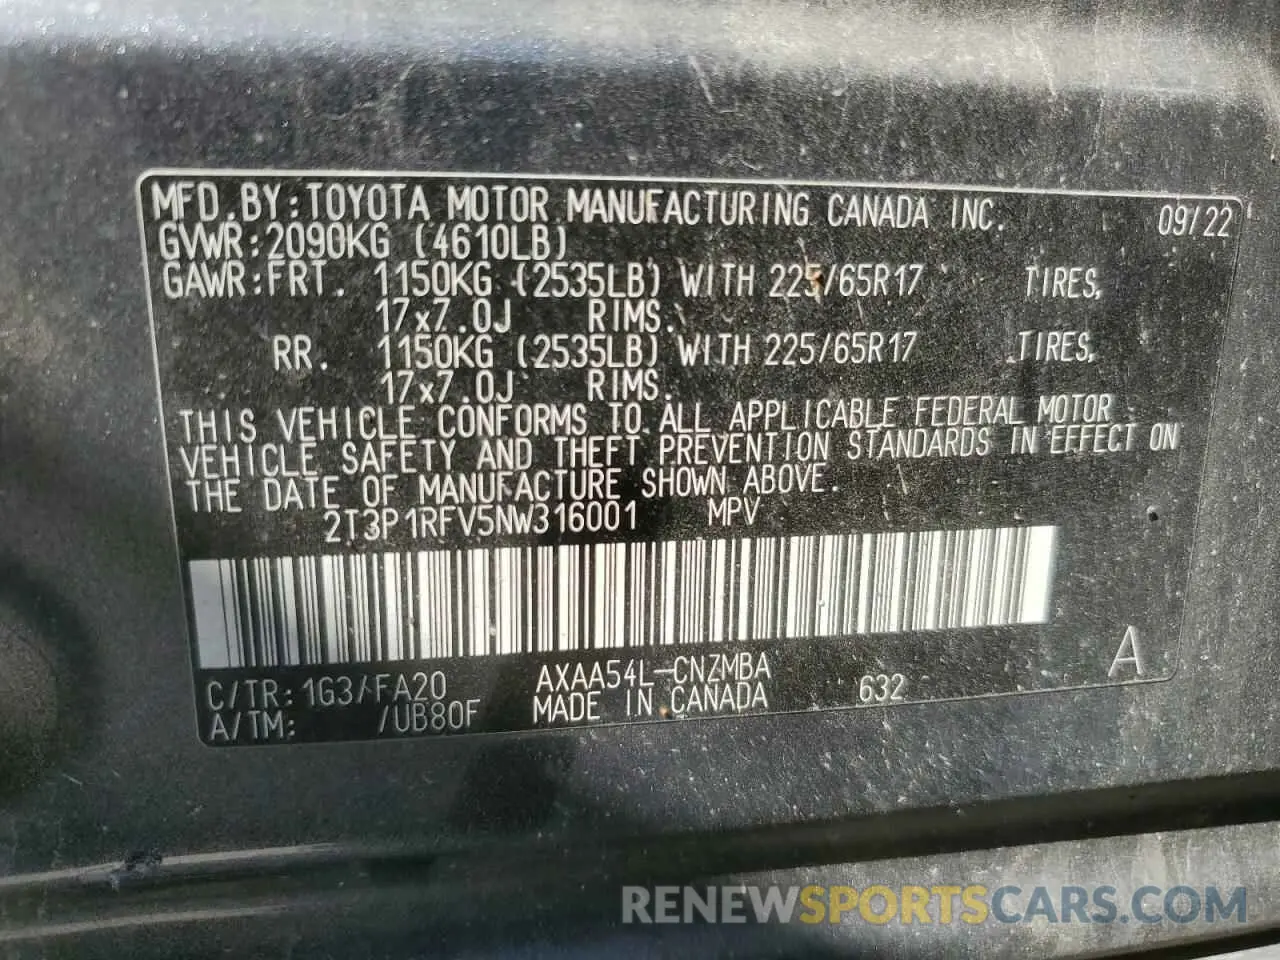 MFD.BY:TOYOTA MOTOR MANUFACTURING CANADA INC. 09/22
GVWR:2090KG (4610LB)
GAWR:FRT. 1150KG (2535LB) WITH 225/65R17 TIRES,
17x7.0J RIMS.
RR. 1150KG (2535LB) WITH 225/65R17 TIRES,
17x7.0J RIMS.
THIS VEHICLE CONFORMS TO ALL APPLICABLE FEDERAL MOTOR
VEHICLE SAFETY AND THEFT PREVENTION STANDARDS IN EFFECT ON
THE DATE OF MANUFACTURE SHOWN ABOVE.
2T3P1RFV5NW316001 MPV
C/TR: 1G3/FA20 AXAA54L-CNZMBA A
A/TM: /UB80F MADE IN CANADA 632
RENEWSPORTSCARS.COM